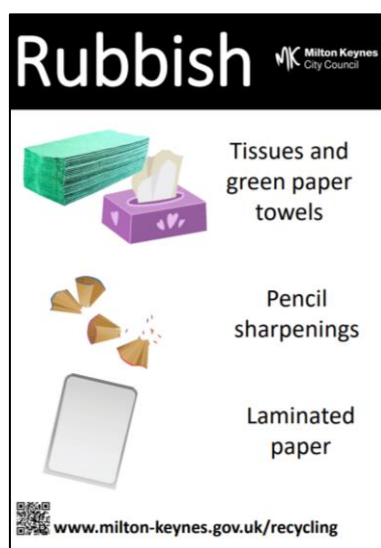 Rubbish
MK Milton Keynes
City Council
Tissues and
green paper
towels
Pencil
sharpenings
Laminated
paper
www.milton-keynes.gov.uk/recycling